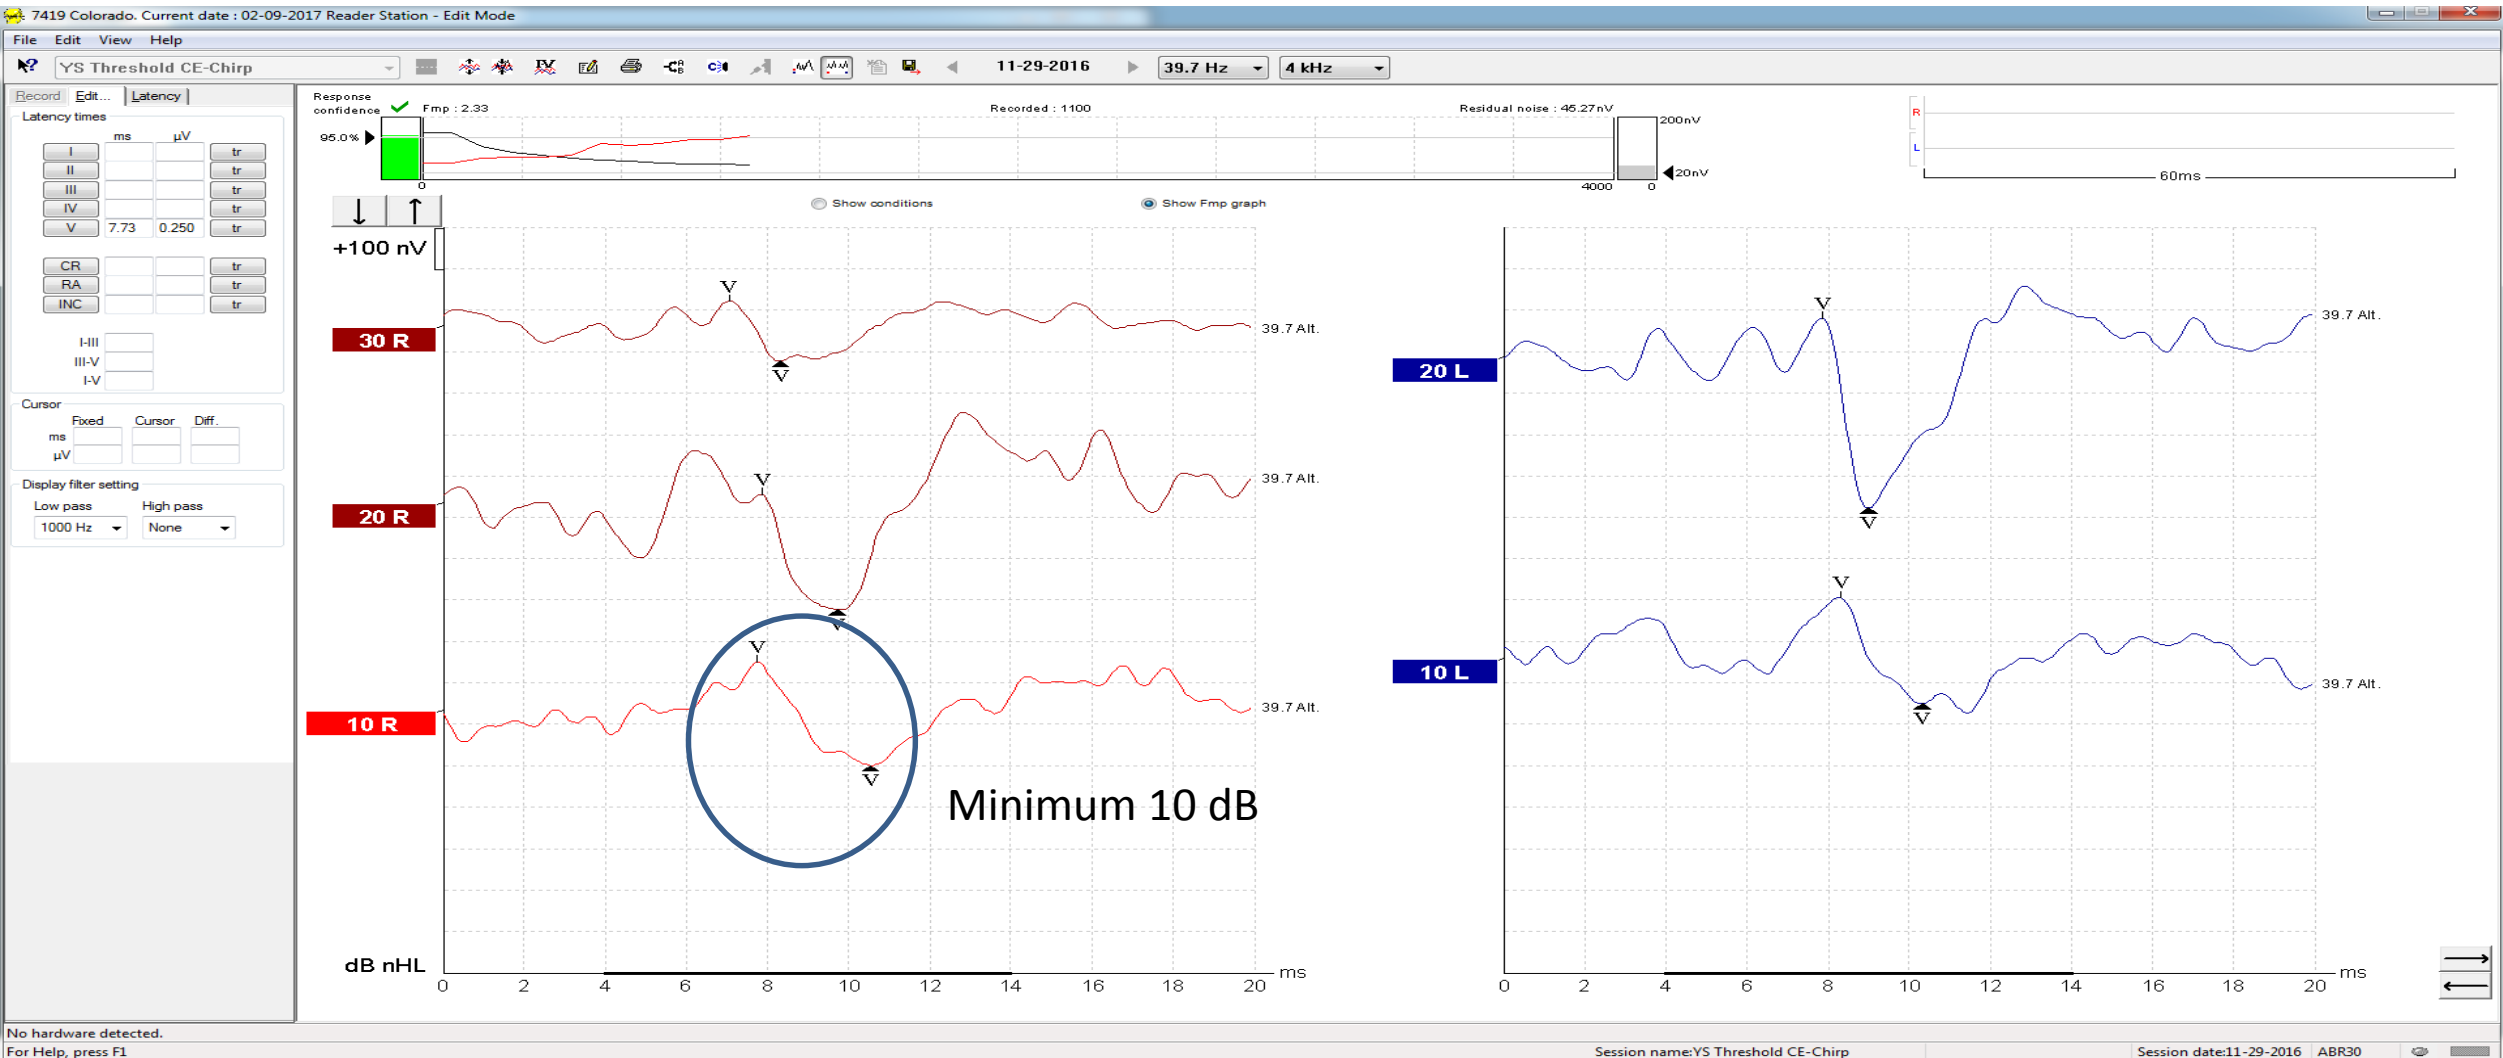 7419 Colorado. Current date : 02-09-2017 Reader Station - Edit Mode
File Edit View Help
YS Threshold CE-Chirp
11-29-2016
39.7 Hz
4 kHz
Record Edit... Latency
Latency times
ms µV
I tr
II tr
III tr
IV tr
V 7.73 0.250 tr
CR tr
RA tr
INC tr
I-III
III-V
I-V
Cursor
Fixed Cursor Diff.
ms
µV
Display filter setting
Low pass High pass
1000 Hz None
Response
confidence
Fmp : 2.33
Recorded : 1100
Residual noise : 45.27nV
95.0%
200nV
20nV
0
4000 0
R
L
60ms
Show conditions
Show Fmp graph
+100 nV
V
30 R
39.7 Alt.
V
V
20 R
39.7 Alt.
V
V
10 R
39.7 Alt.
V
Minimum 10 dB
dB nHL
0 2 4 6 8 10 12 14 16 18 20
ms
V
20 L
39.7 Alt.
V
V
10 L
39.7 Alt.
V
0 2 4 6 8 10 12 14 16 18 20
ms
No hardware detected.
For Help, press F1
Session name:YS Threshold CE-Chirp
Session date:11-29-2016 ABR30